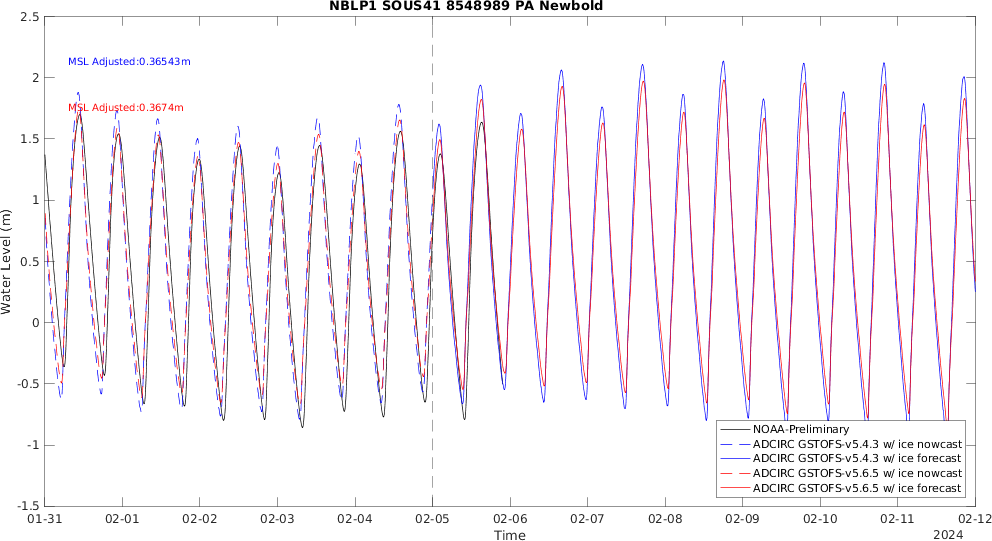 NBLP1 SOUS41 8548989 PA Newbold
2.5
2
1.5
1
0.5
0
-0.5
-1
-1.5
Water Level (m)
MSL Adjusted:0.36543m
MSL Adjusted:0.3674m
NOAA-Preliminary
ADCIRC GSTOFS-v5.4.3 w/ ice nowcast
ADCIRC GSTOFS-v5.4.3 w/ ice forecast
ADCIRC GSTOFS-v5.6.5 w/ ice nowcast
ADCIRC GSTOFS-v5.6.5 w/ ice forecast
01-31 02-01 02-02 02-03 02-04 02-05 02-06 02-07 02-08 02-09 02-10 02-11 02-12
Time
2024